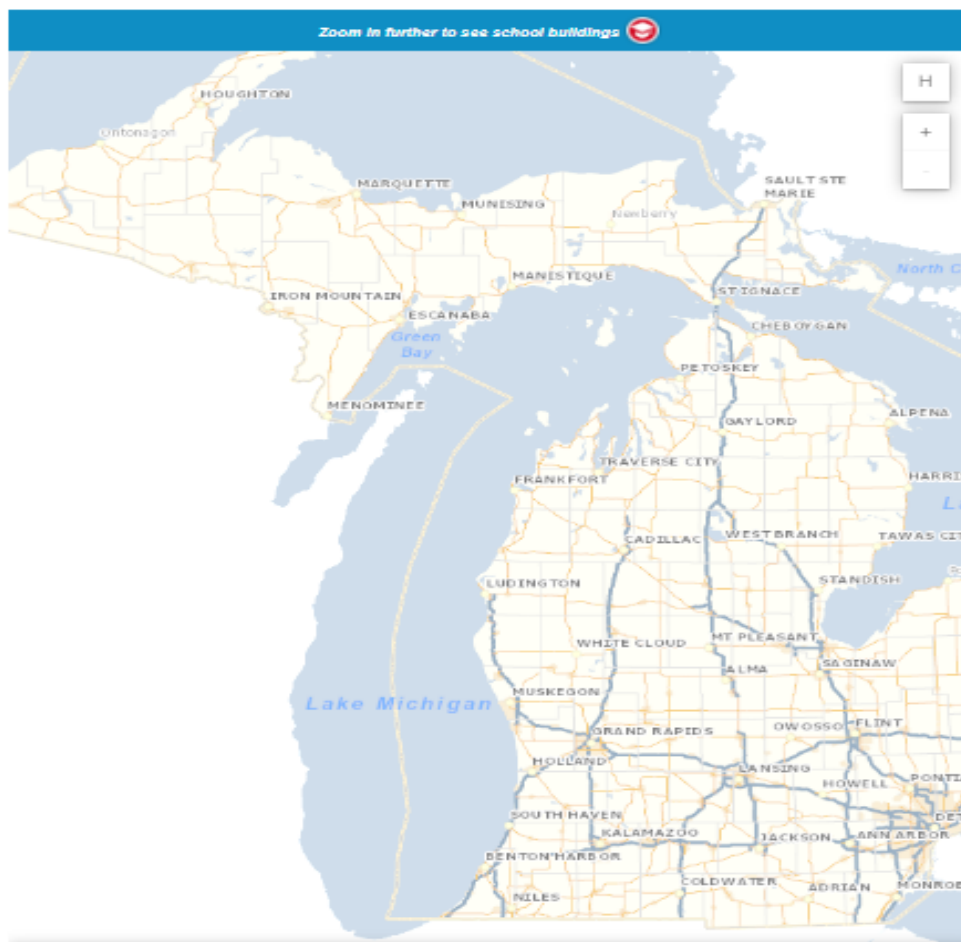 Zoom in further to see school buildings
H
+
-
HOUGHTON
Ontonagon
MARQUETTE
SAULT STE
MARIE
MUNISING
Newberry
North C
MANISTIQUE
IRON MOUNTAIN
ST IGNACE
ESCANABA
CHEBOYGAN
Green
Bay
PETOSKEY
MENOMINEE
ALPENA
GAYLORD
TRAVERSE CITY
FRANKFORT
HARRI
L
CADILLAC
WEST BRANCH
TAWAS CIT
LUDINGTON
STANDISH
WHITE CLOUD
MT PLEASANT
SAGINAW
ALMA
MUSKEGON
Lake Michigan
OWOSSO
FLINT
GRAND RAPIDS
HOLLAND
LANSING
PONTI
HOWELL
SOUTH HAVEN
DET
KALAMAZOO
JACKSON
ANN ARBOR
BENTON HARBOR
COLDWATER
ADRIAN
MONROE
NILES